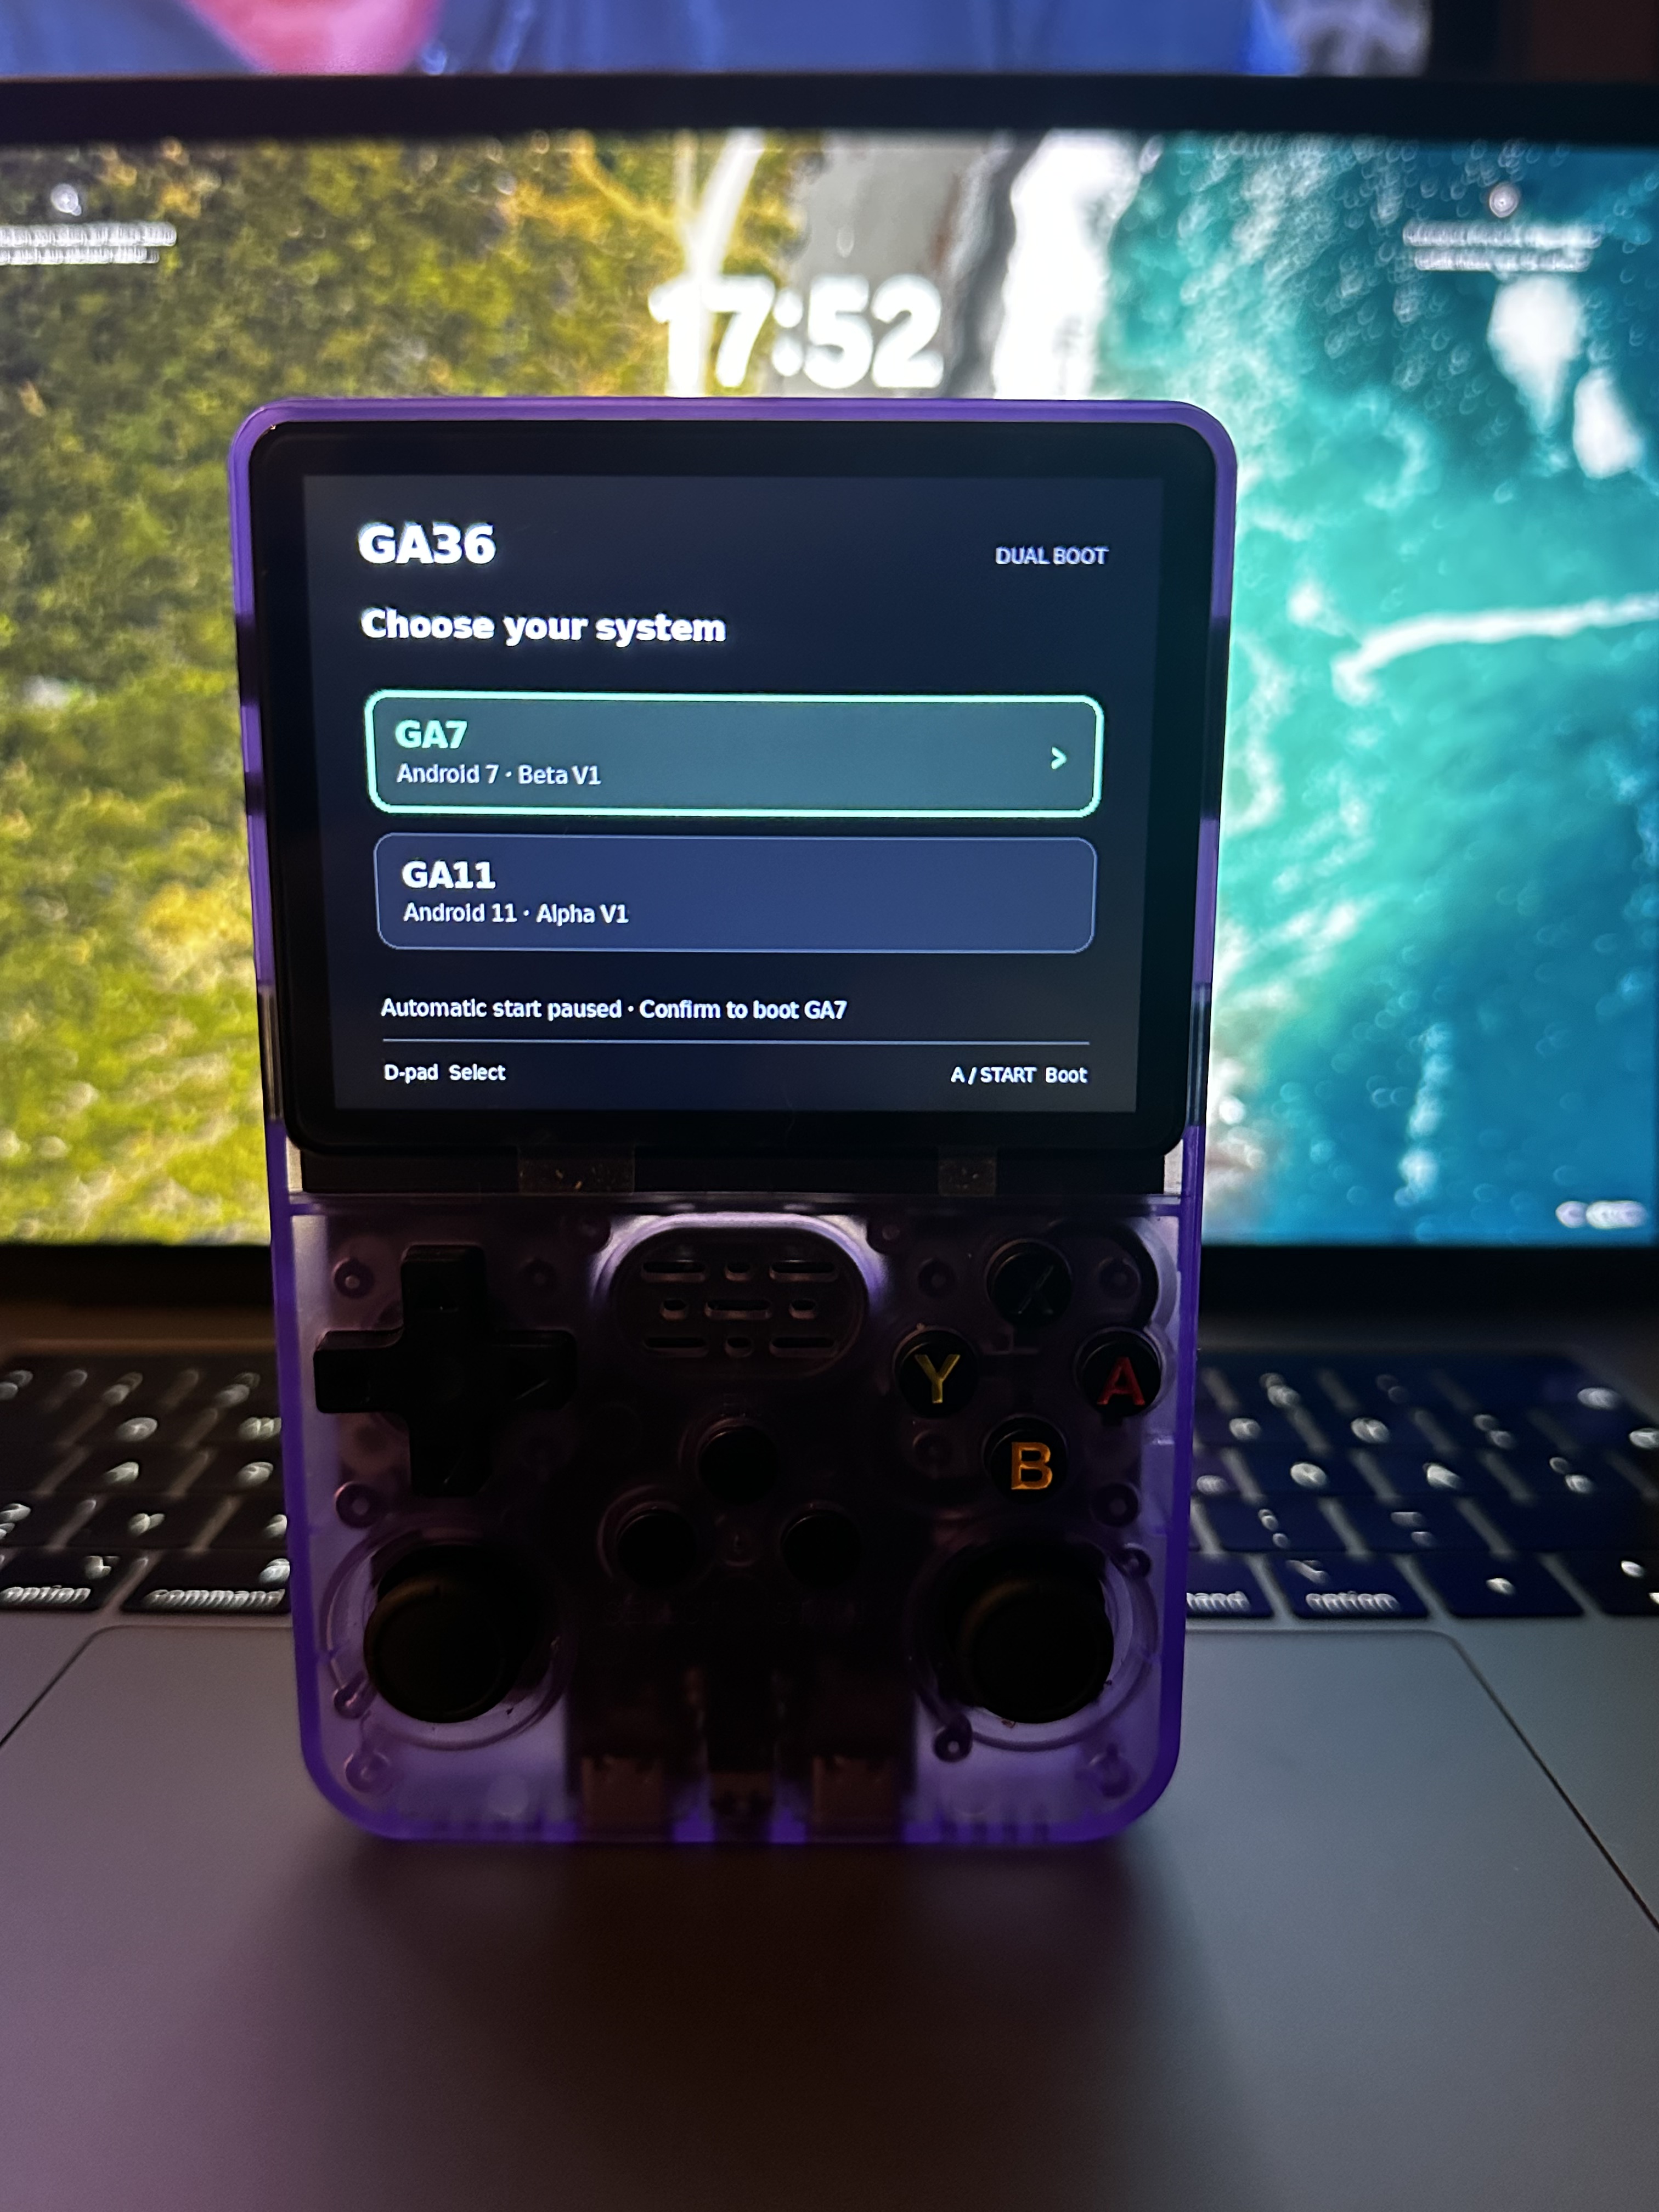 17:52
GA36
DUAL BOOT
Choose your system
GA7
Android 7 · Beta V1
>
GA11
Android 11 · Alpha V1
Automatic start paused · Confirm to boot GA7
D-pad Select
A / START Boot
X
Y
A
B
option
command
option